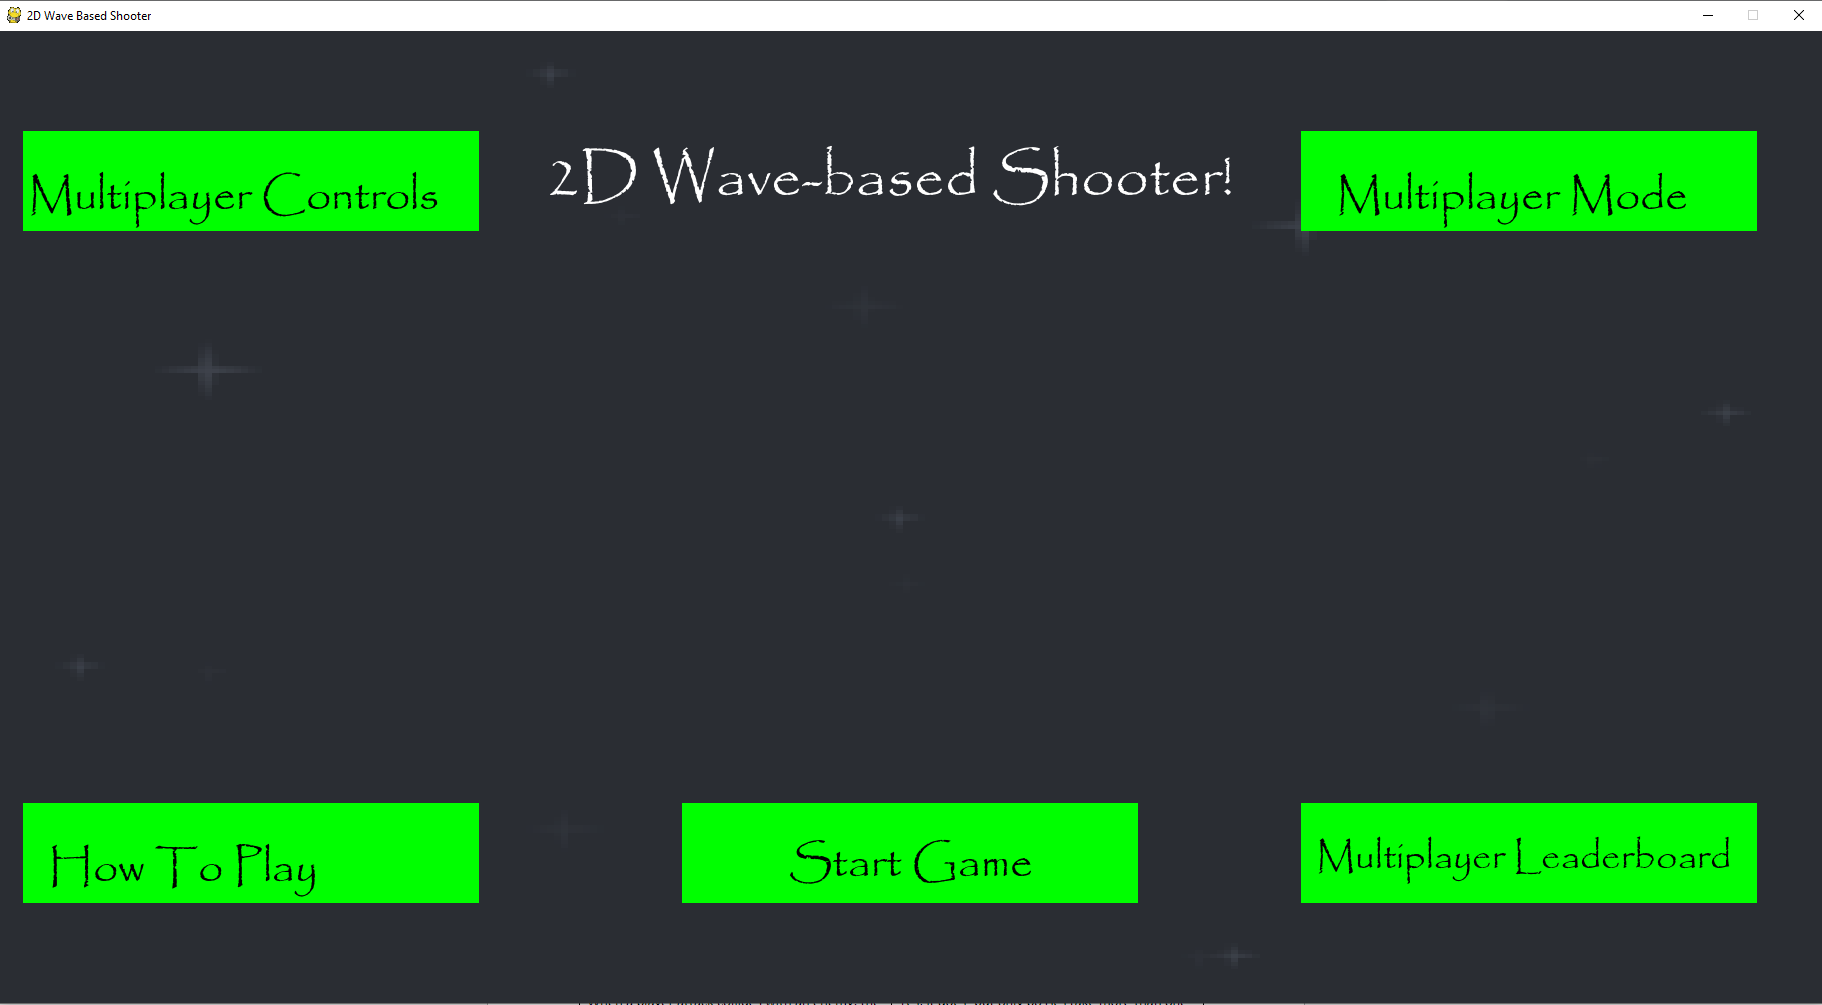 2D Wave Based Shooter
Multiplayer Controls
2D Wave-based Shooter!
Multiplayer Mode
How To Play
Start Game
Multiplayer Leaderboard